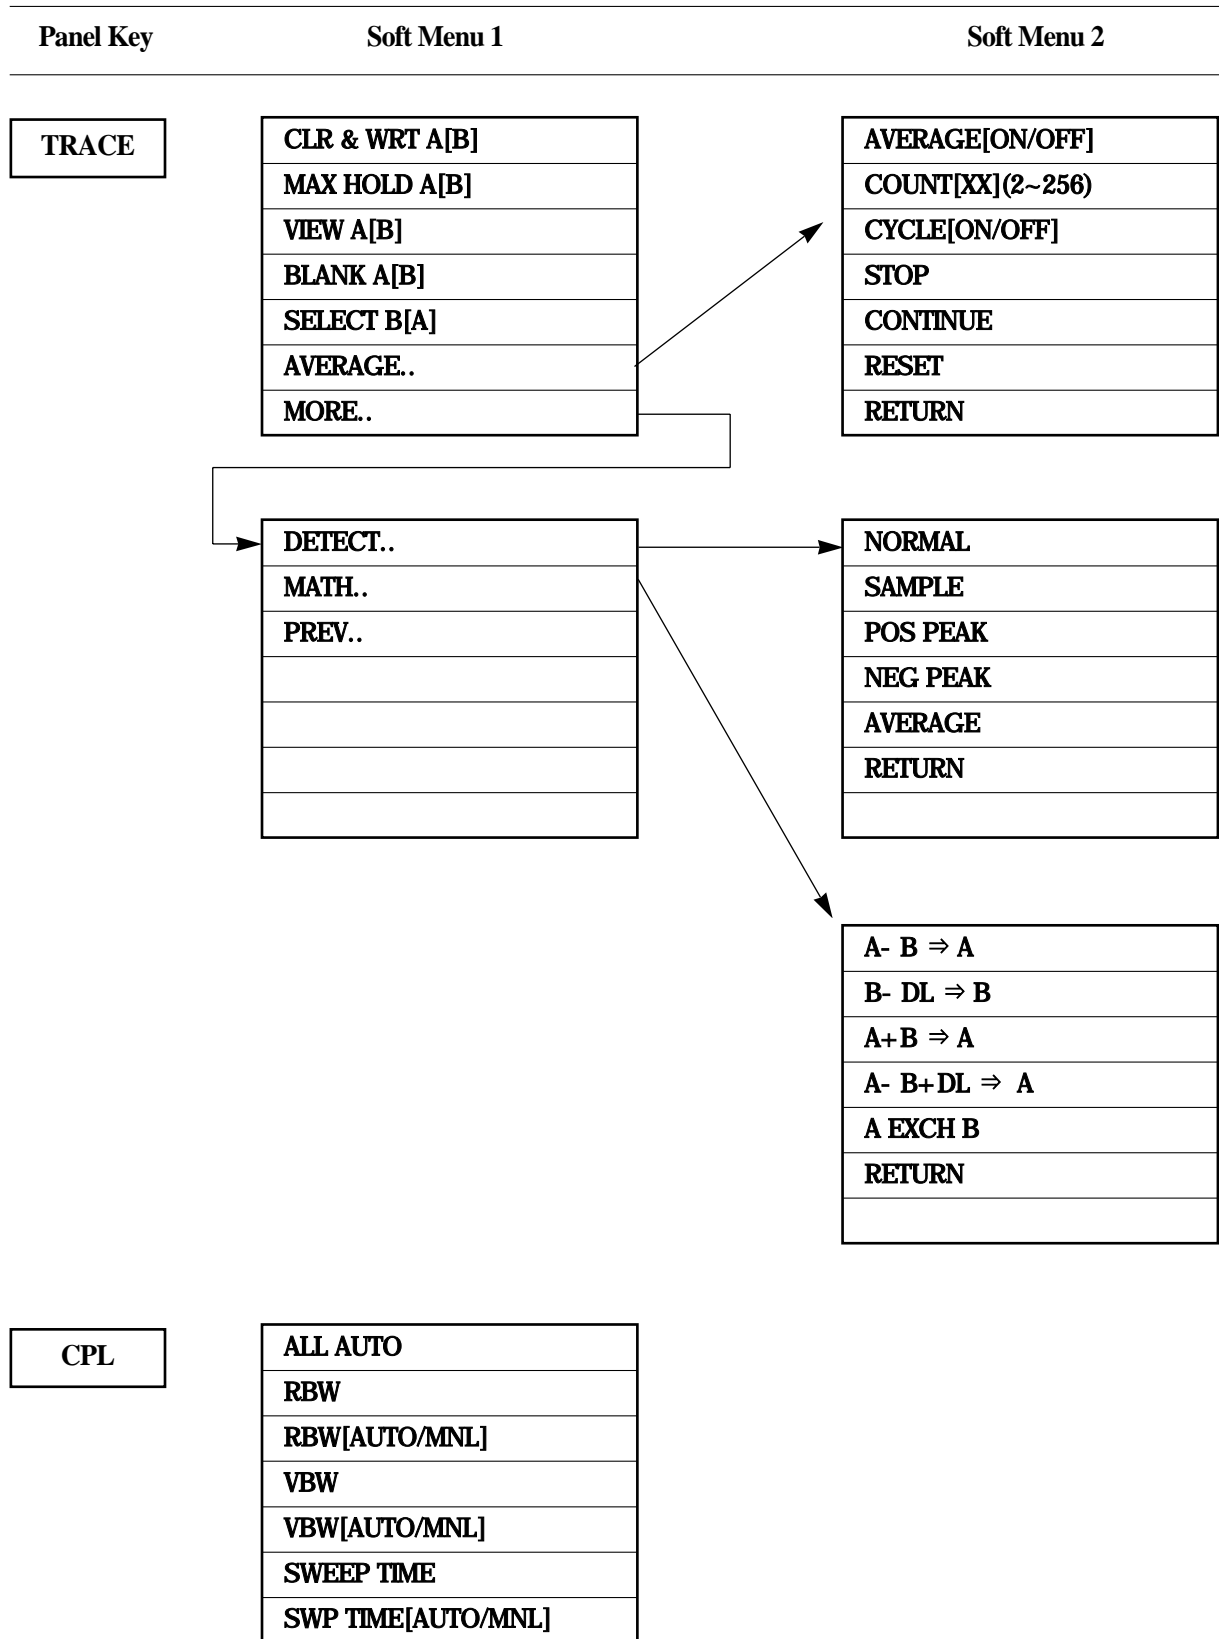 Panel Key Soft Menu 1 Soft Menu 2
TRACE
CLR & WRT A[B]
MAX HOLD A[B]
VIEW A[B]
BLANK A[B]
SELECT B[A]
AVERAGE..
MORE..
AVERAGE[ON/OFF]
COUNT[XX](2~256)
CYCLE[ON/OFF]
STOP
CONTINUE
RESET
RETURN
DETECT..
MATH..
PREV..
NORMAL
SAMPLE
POS PEAK
NEG PEAK
AVERAGE
RETURN
A- B ⇒ A
B- DL ⇒ B
A+B ⇒ A
A- B+DL ⇒ A
A EXCH B
RETURN
CPL
ALL AUTO
RBW
RBW[AUTO/MNL]
VBW
VBW[AUTO/MNL]
SWEEP TIME
SWP TIME[AUTO/MNL]